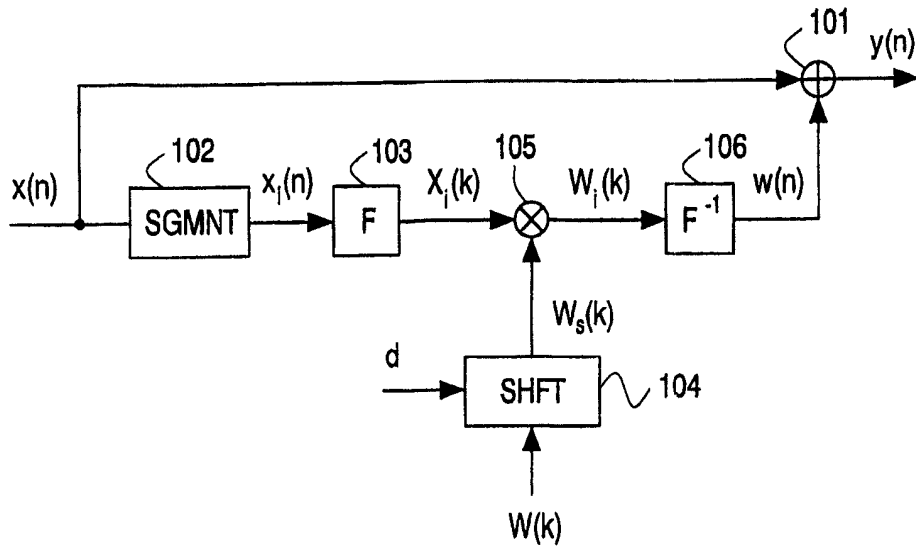 101
y(n)
102
103
105
106
x(n)
x_i(n)
X_i(k)
W_i(k)
w(n)
SGMNT
F
F^-1
W_s(k)
d
SHFT
104
W(k)